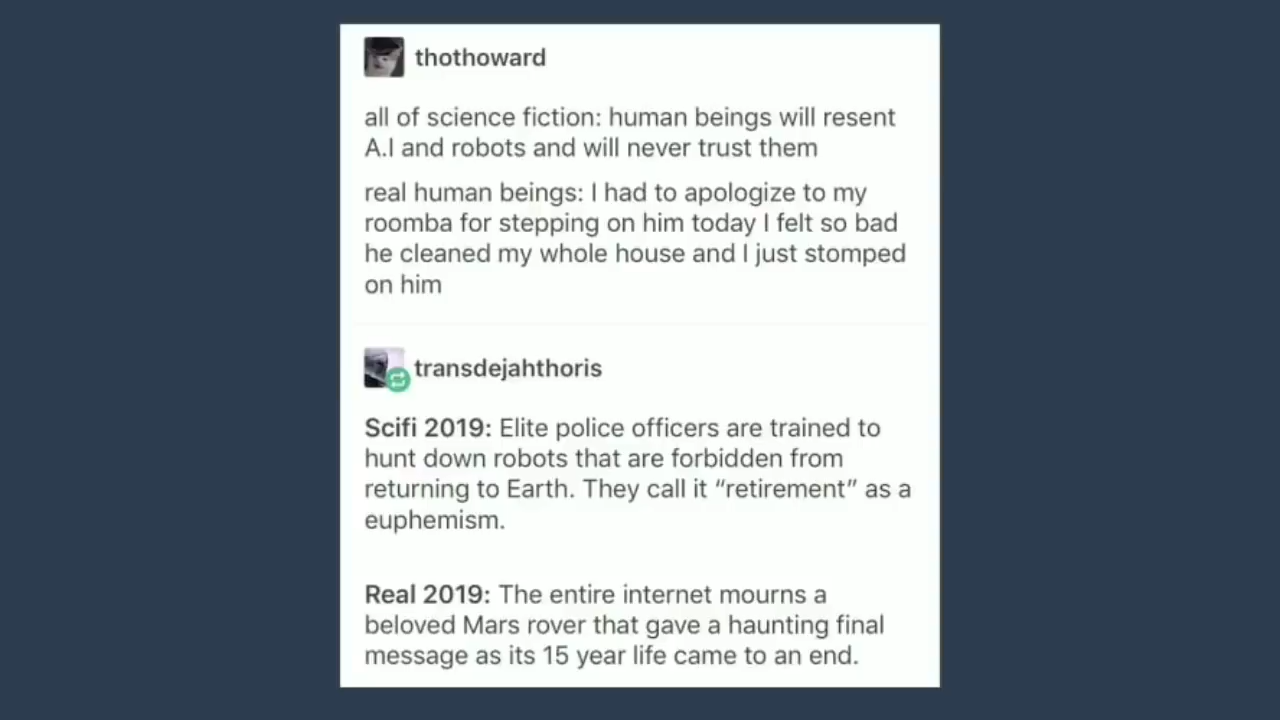 thothoward
all of science fiction: human beings will resent
A.I and robots and will never trust them
real human beings: I had to apologize to my
roomba for stepping on him today I felt so bad
he cleaned my whole house and I just stomped
on him
transdejahthoris
Scifi 2019: Elite police officers are trained to
hunt down robots that are forbidden from
returning to Earth. They call it “retirement” as a
euphemism.
Real 2019: The entire internet mourns a
beloved Mars rover that gave a haunting final
message as its 15 year life came to an end.